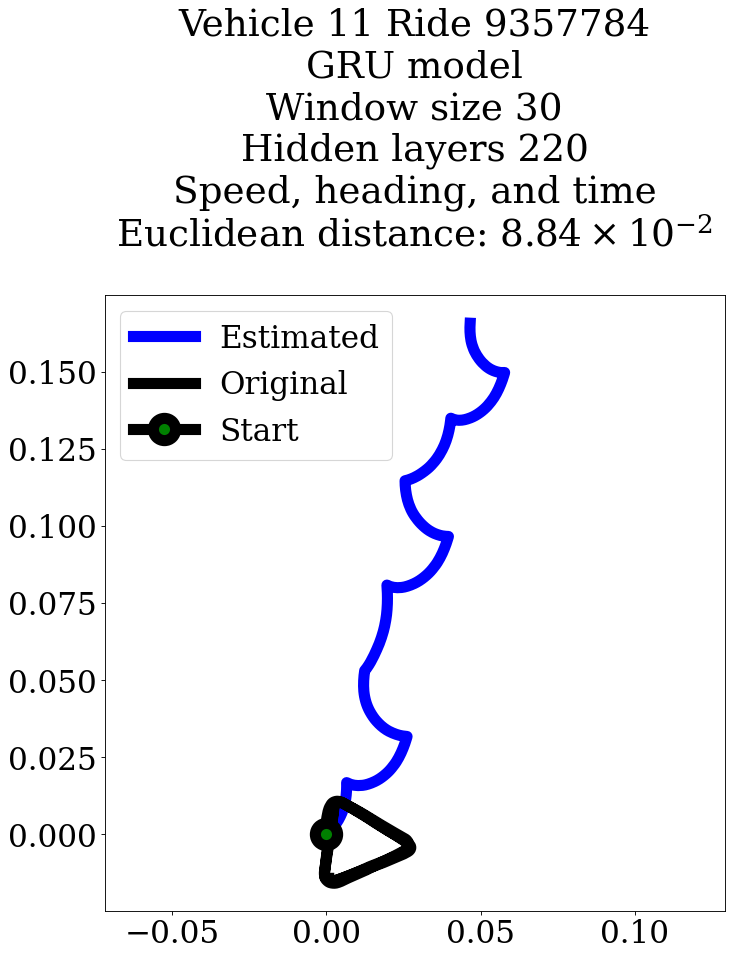 Vehicle 11 Ride 9357784
GRU model
Window size 30
Hidden layers 220
Speed, heading, and time
Euclidean distance: 8.84 × 10⁻²
Estimated
Original
Start
0.150
0.125
0.100
0.075
0.050
0.025
0.000
−0.05 0.00 0.05 0.10